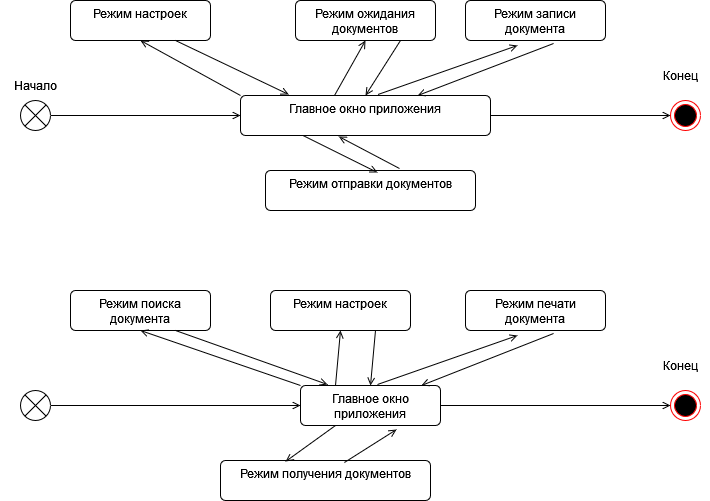 Режим настроек
Режим ожидания
документов
Режим записи
документа
Начало
Конец
Главное окно приложения
Режим отправки документов
Режим поиска
документа
Режим настроек
Режим печати
документа
Конец
Главное окно
приложения
Режим получения документов